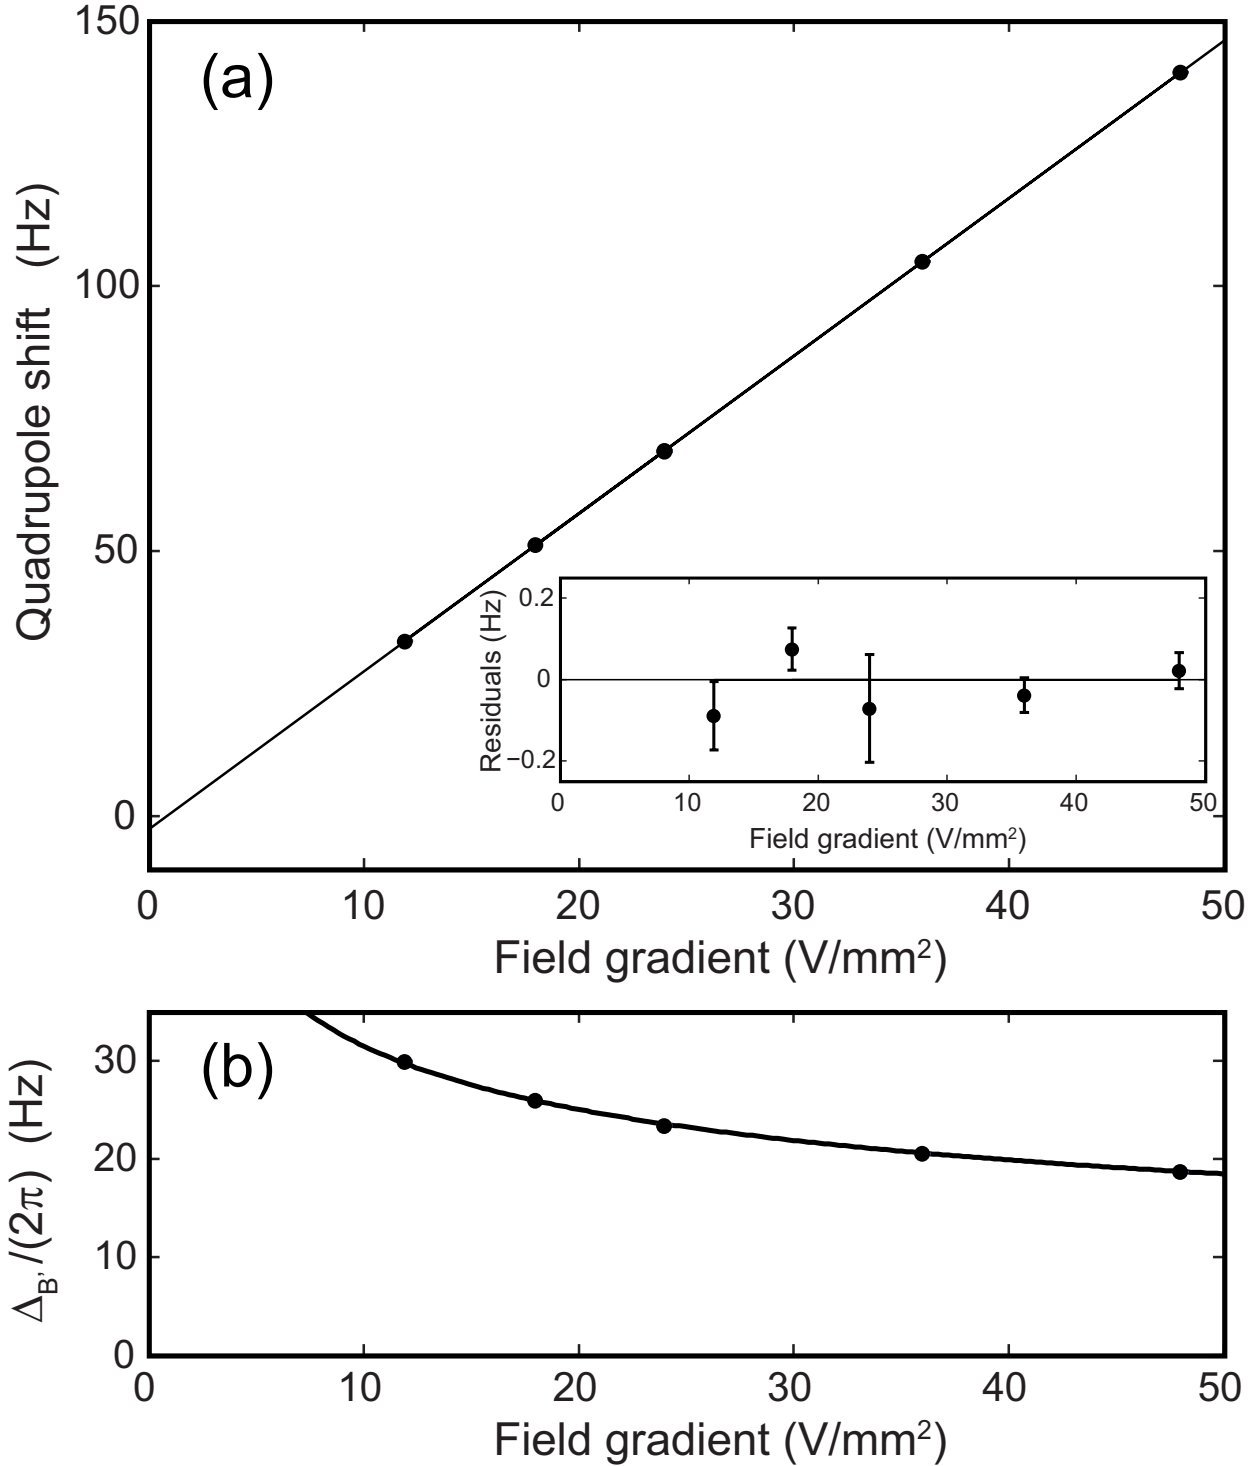 150
(a)
Quadrupole shift (Hz)
100
50
0
0.2
0
−0.2
Residuals (Hz)
0 10 20 30 40 50
Field gradient (V/mm²)
0 10 20 30 40 50
Field gradient (V/mm²)
(b)
Δ_B' /(2π) (Hz)
30
20
10
0
0 10 20 30 40 50
Field gradient (V/mm²)